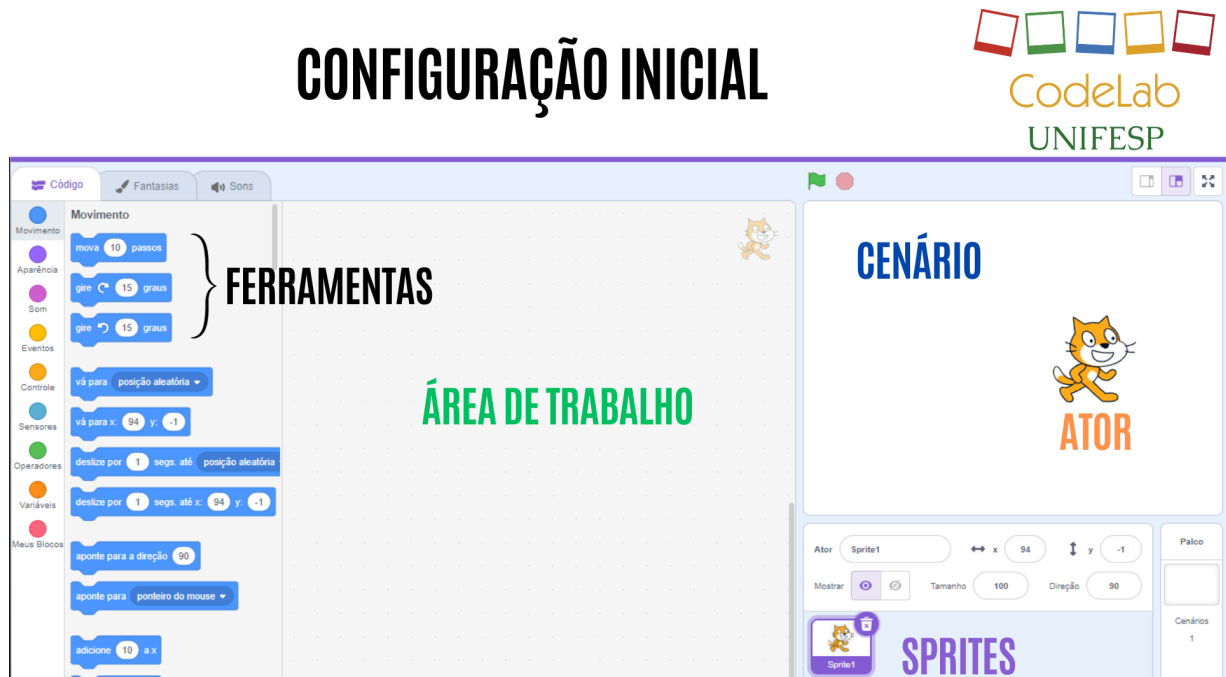 CONFIGURAÇÃO INICIAL
CodeLab
UNIFESP
Código
Fantasias
Sons
Movimento
Aparência
Som
Eventos
Controle
Sensores
Operadores
Variáveis
Meus Blocos
Movimento
mova 10 passos
gire 15 graus
gire 15 graus
vá para posição aleatória
vá para x: 94 y: -1
deslize por 1 segs. até posição aleatória
deslize por 1 segs. até x: 94 y: -1
aponte para a direção 90
aponte para ponteiro do mouse
adicione 10 a x
FERRAMENTAS
ÁREA DE TRABALHO
CENÁRIO
ATOR
Ator Sprite1 x 94 y -1
Mostrar Tamanho 100 Direção 90
Sprite1
SPRITES
Palco
Cenários
1